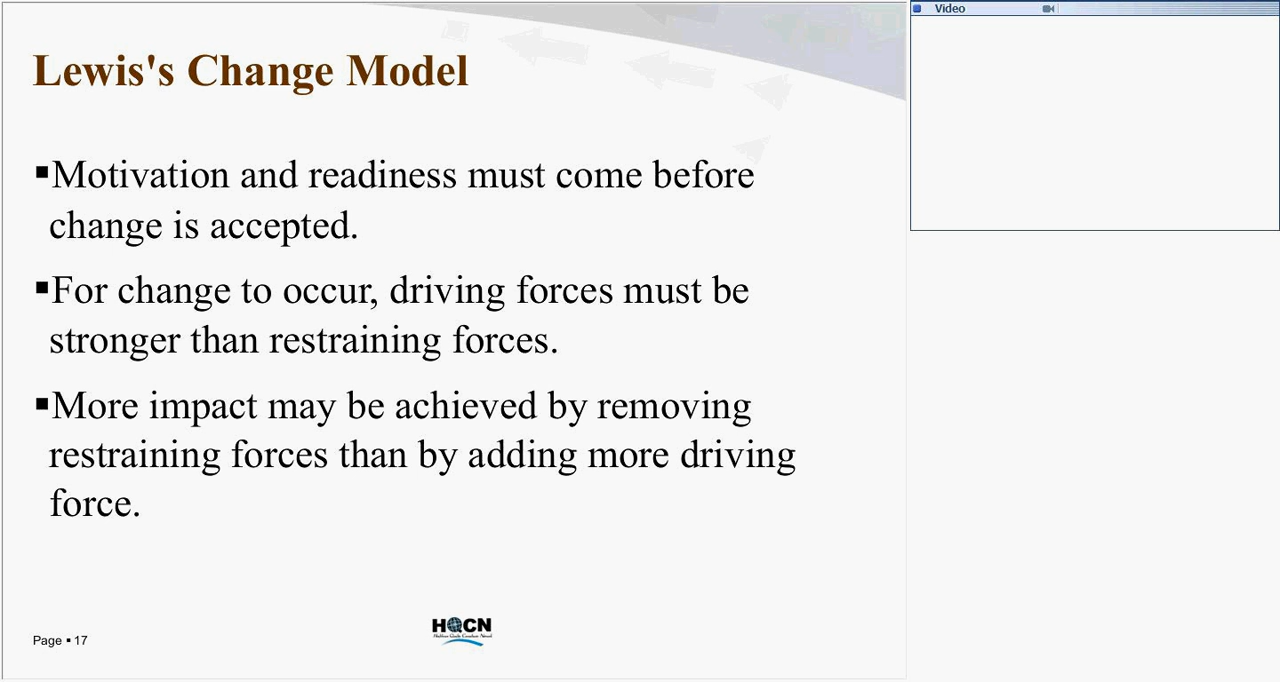 Video
Lewis's Change Model
▪Motivation and readiness must come before
change is accepted.
▪For change to occur, driving forces must be
stronger than restraining forces.
▪More impact may be achieved by removing
restraining forces than by adding more driving
force.
HQCN
Page ▪ 17